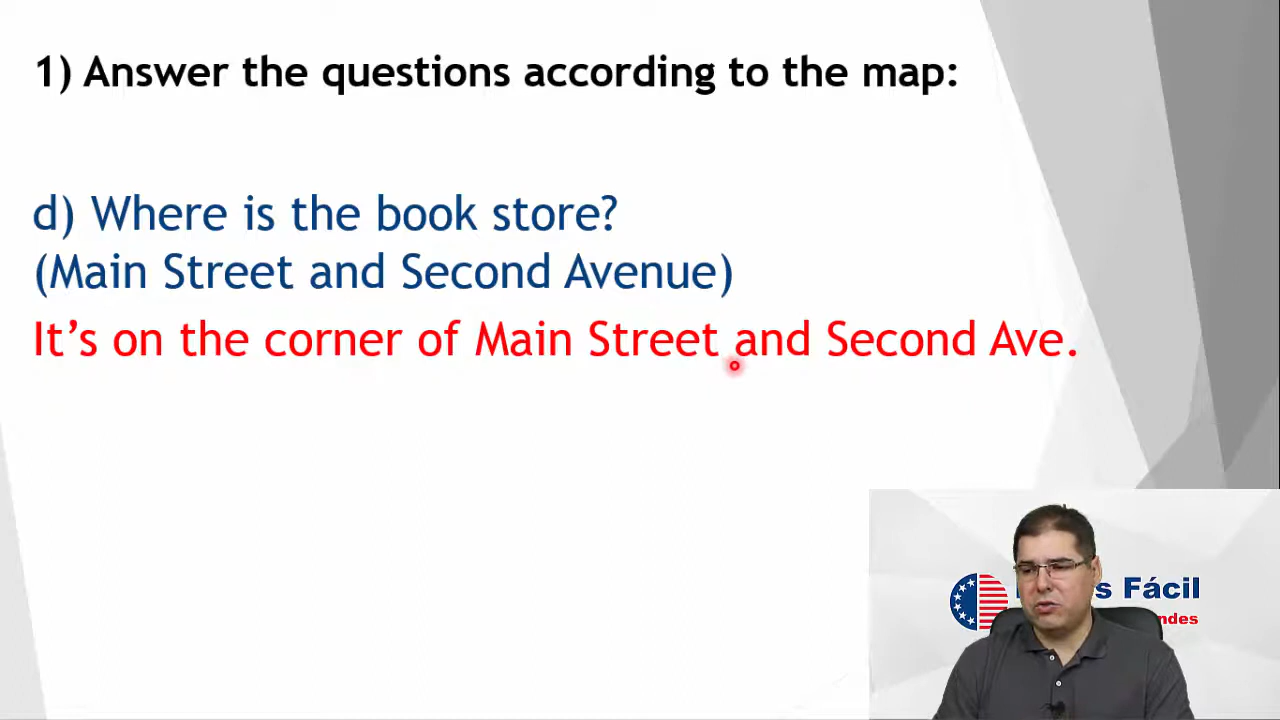 1) Answer the questions according to the map:
d) Where is the book store?
(Main Street and Second Avenue)
It's on the corner of Main Street and Second Ave.
Fácil